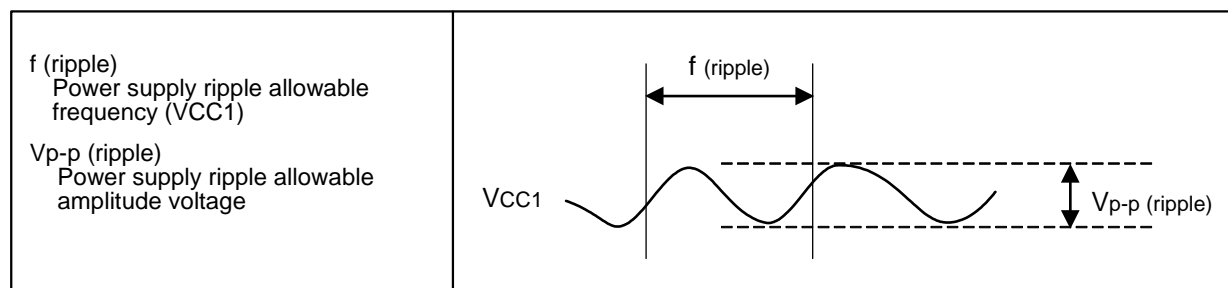 f (ripple)
Power supply ripple allowable
frequency (VCC1)
Vp-p (ripple)
Power supply ripple allowable
amplitude voltage
f (ripple)
VCC1
Vp-p (ripple)